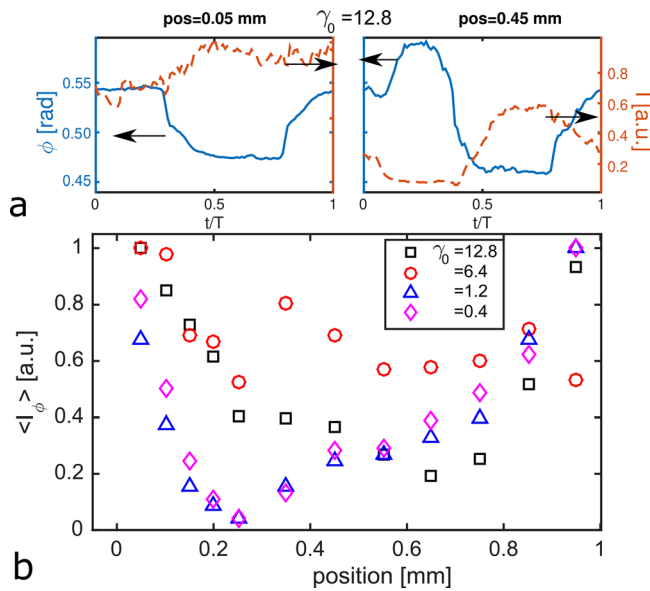 pos=0.05 mm γ₀ =12.8 pos=0.45 mm
a
ϕ [rad]
0.55
0.50
0.45
0 0.5 1
t/T
0 0.5 1
t/T
0.8
0.6
0.4
0.2
I [a.u.]
b
<I_ϕ> [a.u.]
1
0.8
0.6
0.4
0.2
0
γ₀=12.8
=6.4
=1.2
=0.4
0 0.2 0.4 0.6 0.8 1
position [mm]